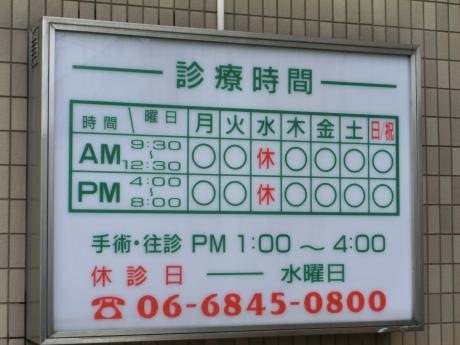 診療時間
時間 曜日 月 火 水 木 金 土 日/祝
AM 9:30〜12:30 ○ ○ 休 ○ ○ ○ ○
PM 4:00〜8:00 ○ ○ 休 ○ ○ ○ ○
手術・往診 PM 1:00 〜 4:00
休診日 — 水曜日
☎ 06-6845-0800